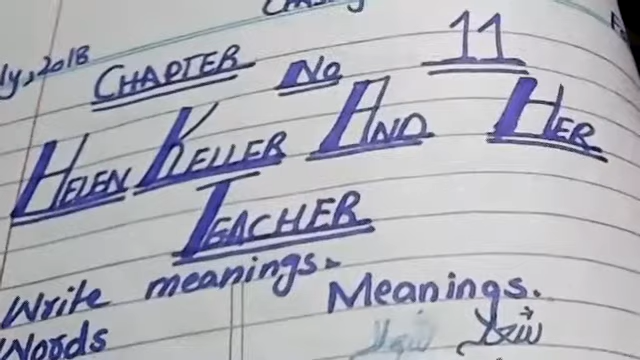 ly, 2018
CHAPTER No 11
HELEN KELLER AND HER
TEACHER
Write meanings.
Words Meanings.